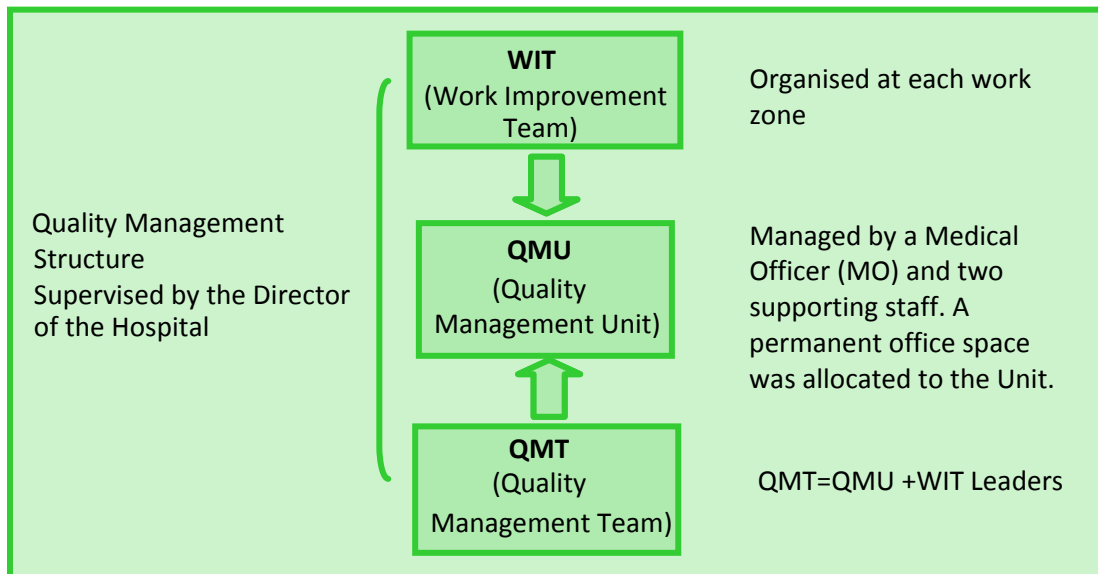 WIT
(Work Improvement
Team)
Organised at each work
zone
Quality Management
Structure
Supervised by the Director
of the Hospital
QMU
(Quality
Management Unit)
Managed by a Medical
Officer (MO) and two
supporting staff. A
permanent office space
was allocated to the Unit.
QMT
(Quality
Management Team)
QMT=QMU +WIT Leaders